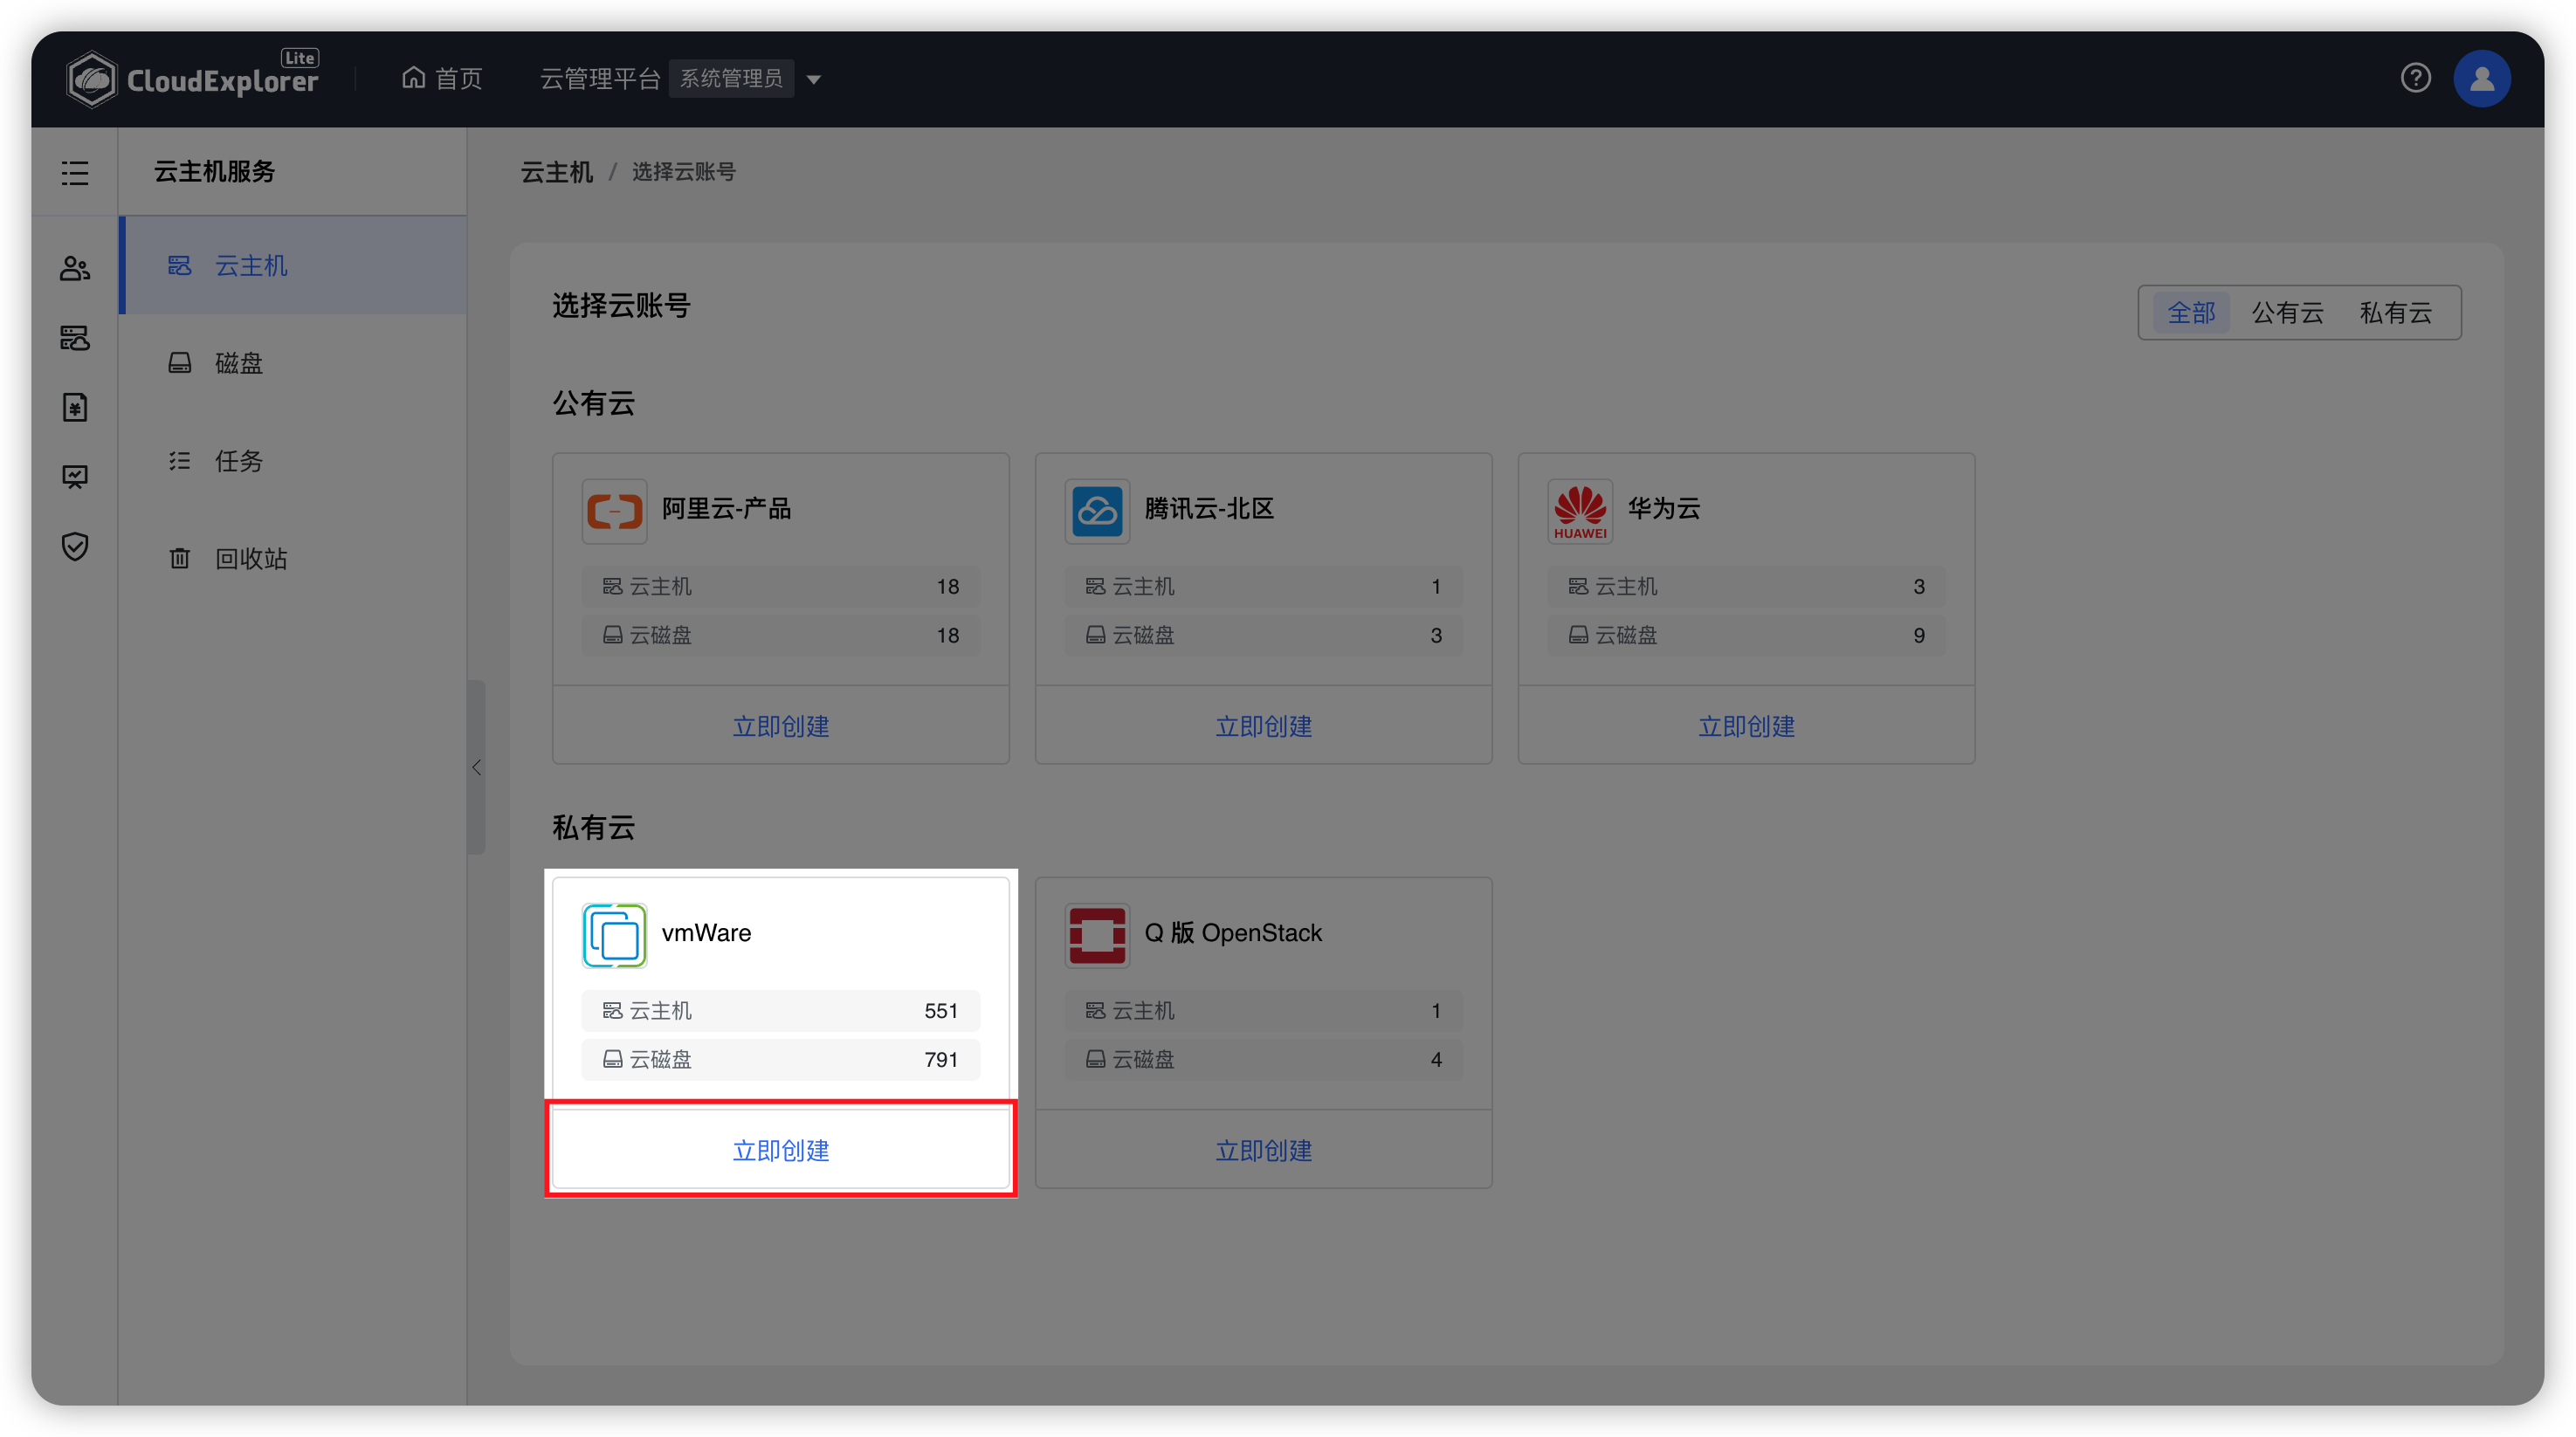 CloudExplorer Lite
首页
云管理平台 系统管理员
云主机服务
云主机
磁盘
任务
回收站
云主机 / 选择云账号
选择云账号
全部 公有云 私有云
公有云
阿里云-产品
云主机 18
云磁盘 18
立即创建
腾讯云-北区
云主机 1
云磁盘 3
立即创建
HUAWEI
华为云
云主机 3
云磁盘 9
立即创建
私有云
vmWare
云主机 551
云磁盘 791
立即创建
Q 版 OpenStack
云主机 1
云磁盘 4
立即创建